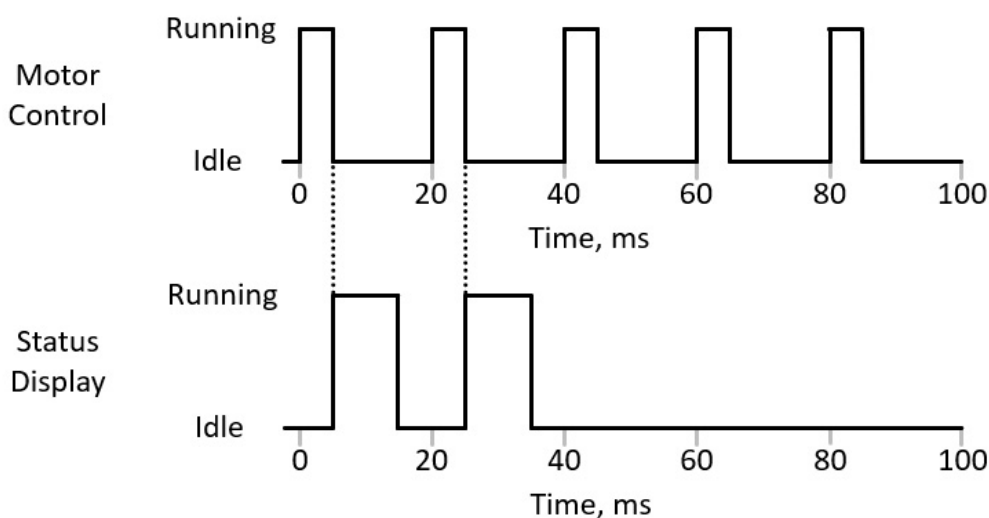 Running
Motor
Control
Idle
0 20 40 60 80 100
Time, ms
Running
Status
Display
Idle
0 20 40 60 80 100
Time, ms